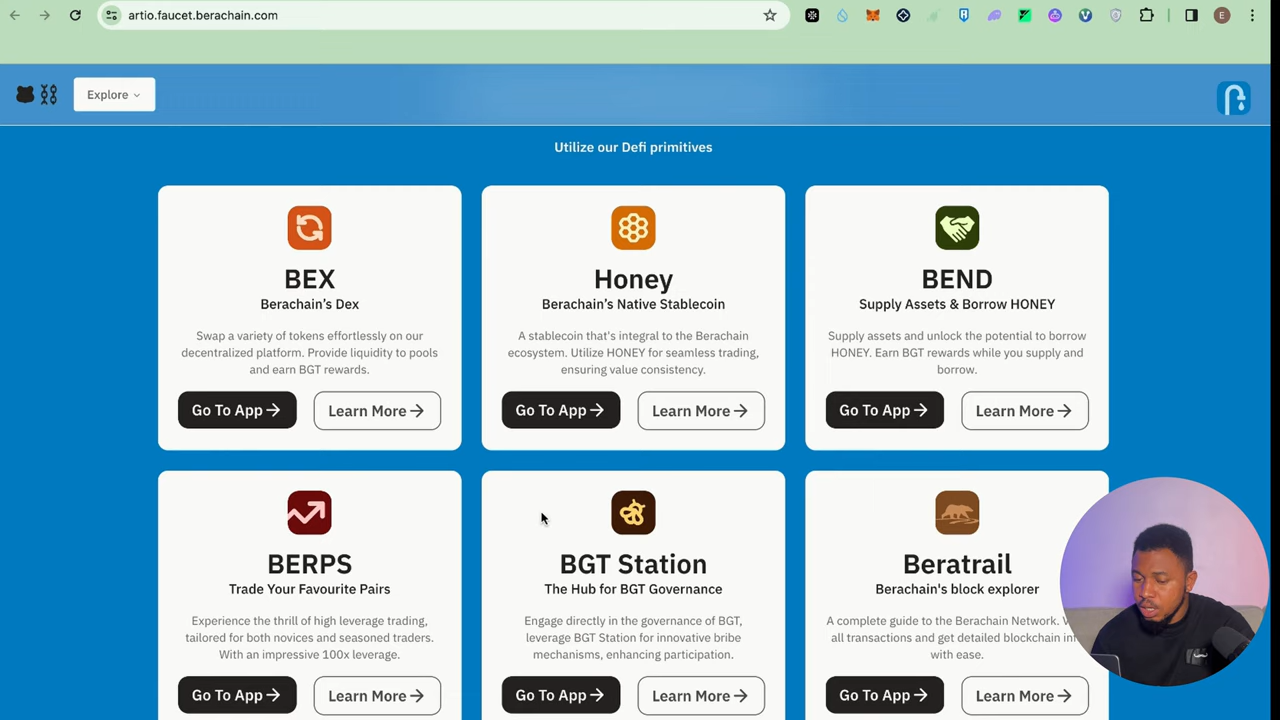 artio.faucet.berachain.com
E
Explore
Utilize our Defi primitives
BEX
Berachain's Dex
Swap a variety of tokens effortlessly on our
decentralized platform. Provide liquidity to pools
and earn BGT rewards.
Go To App
Learn More
Honey
Berachain's Native Stablecoin
A stablecoin that's integral to the Berachain
ecosystem. Utilize HONEY for seamless trading,
ensuring value consistency.
Go To App
Learn More
BEND
Supply Assets & Borrow HONEY
Supply assets and unlock the potential to borrow
HONEY. Earn BGT rewards while you supply and
borrow.
Go To App
Learn More
BERPS
Trade Your Favourite Pairs
Experience the thrill of high leverage trading,
tailored for both novices and seasoned traders.
With an impressive 100x leverage.
Go To App
Learn More
BGT Station
The Hub for BGT Governance
Engage directly in the governance of BGT,
leverage BGT Station for innovative bribe
mechanisms, enhancing participation.
Go To App
Learn More
Beratrail
Berachain's block explorer
A complete guide to the Berachain Network.
all transactions and get detailed blockchain
with ease.
Go To App
Learn More